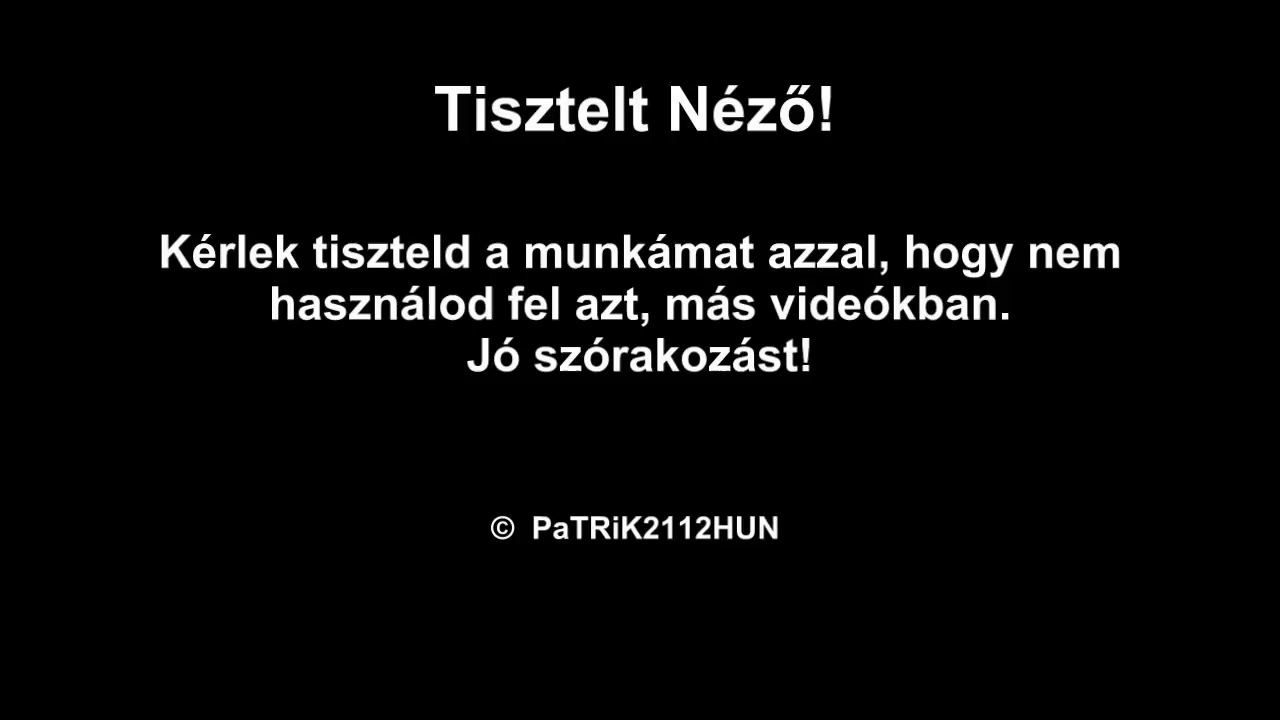 Tisztelt Néző!
Kérlek tiszteld a munkámat azzal, hogy nem
használod fel azt, más videókban.
Jó szórakozást!
© PaTRiK2112HUN